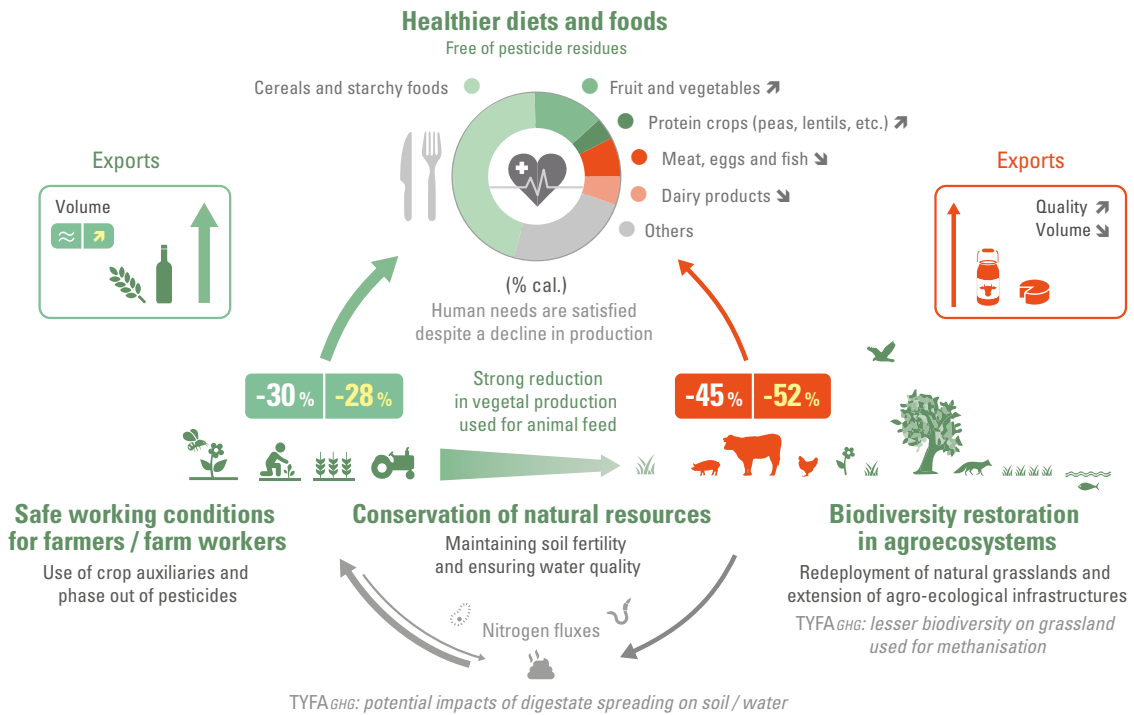 Healthier diets and foods
Free of pesticide residues
Cereals and starchy foods
Fruit and vegetables
Protein crops (peas, lentils, etc.)
Meat, eggs and fish
Dairy products
Others
Exports
Volume
≈
Exports
Quality
Volume
(% cal.)
Human needs are satisfied
despite a decline in production
-30 % -28 %
Strong reduction
in vegetal production
used for animal feed
-45 % -52 %
Safe working conditions
for farmers / farm workers
Use of crop auxiliaries and
phase out of pesticides
Conservation of natural resources
Maintaining soil fertility
and ensuring water quality
Biodiversity restoration
in agroecosystems
Redeployment of natural grasslands and
extension of agro-ecological infrastructures
TYFA GHG: lesser biodiversity on grassland
used for methanisation
Nitrogen fluxes
TYFA GHG: potential impacts of digestate spreading on soil / water